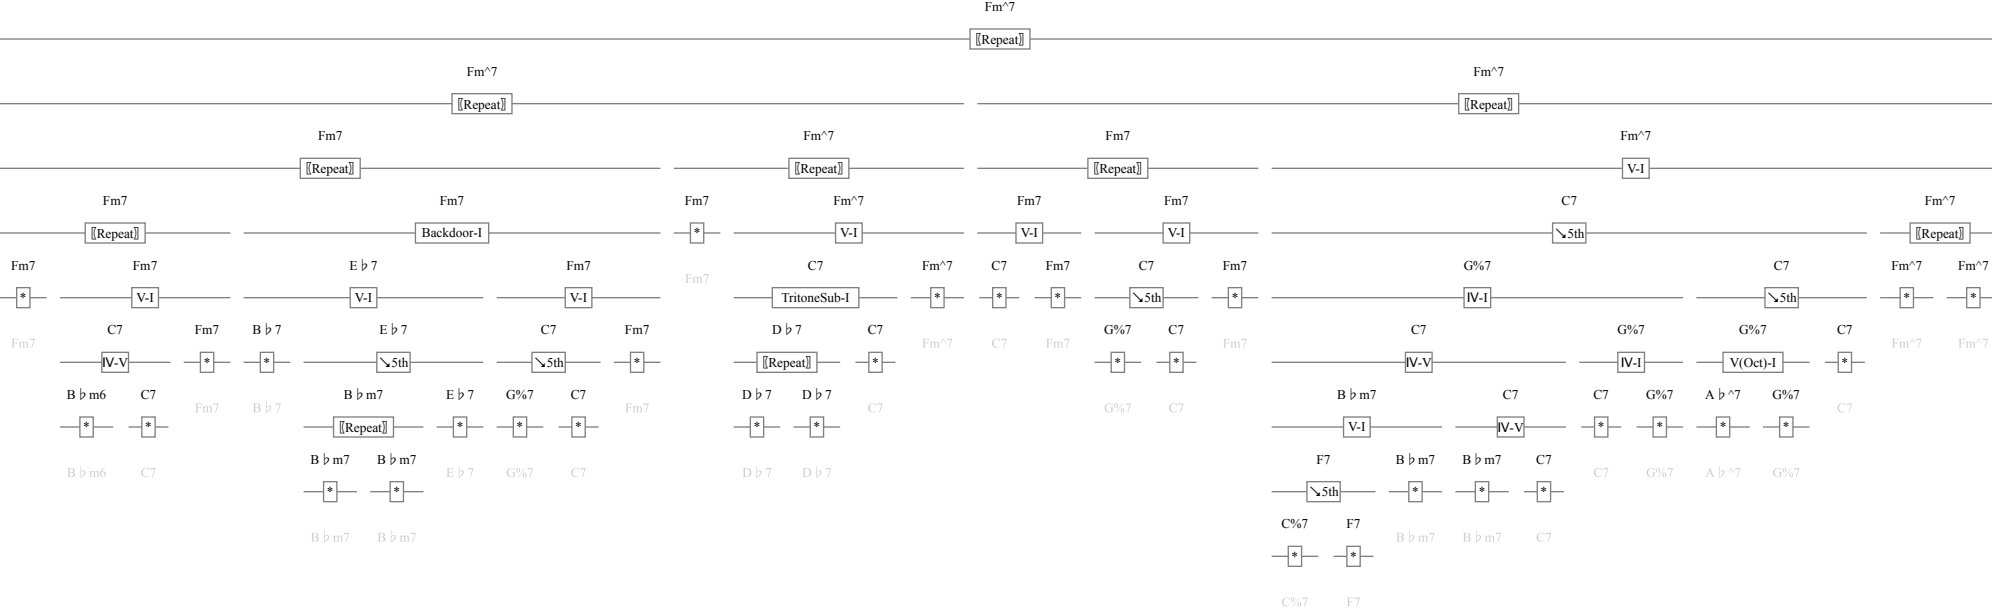 Fm^7
⟦Repeat⟧
Fm^7 Fm^7
⟦Repeat⟧ ⟦Repeat⟧
Fm7 Fm^7 Fm7 Fm^7
⟦Repeat⟧ ⟦Repeat⟧ ⟦Repeat⟧ V-I
Fm7 Fm7 Fm7 Fm^7 Fm7 Fm7 C7 Fm^7
⟦Repeat⟧ Backdoor-I * V-I V-I V-I ↘5th ⟦Repeat⟧
Fm7 Fm7 E♭7 Fm7 Fm7 C7 Fm^7 C7 Fm7 C7 Fm7 G%7 C7 Fm^7 Fm^7
* V-I V-I V-I TritoneSub-I * * * ↘5th * Ⅳ-I ↘5th * *
Fm7 C7 Fm7 B♭7 E♭7 C7 Fm7 D♭7 C7 Fm^7 C7 Fm7 G%7 C7 Fm7 C7 G%7 G%7 C7 Fm^7 Fm^7
Ⅳ-V * * ↘5th ↘5th * ⟦Repeat⟧ * * * Ⅳ-V Ⅳ-I V(Oct)-I *
B♭m6 C7 Fm7 B♭7 B♭m7 E♭7 G%7 C7 Fm7 D♭7 D♭7 C7 G%7 C7 B♭m7 C7 C7 G%7 A♭^7 G%7 C7
* * ⟦Repeat⟧ * * * * * V-I Ⅳ-V * * * *
B♭m6 C7 B♭m7 B♭m7 E♭7 G%7 C7 D♭7 D♭7 F7 B♭m7 B♭m7 C7 C7 G%7 A♭^7 G%7
* * ↘5th * * *
B♭m7 B♭m7 C%7 F7 B♭m7 B♭m7 C7
* *
C%7 F7